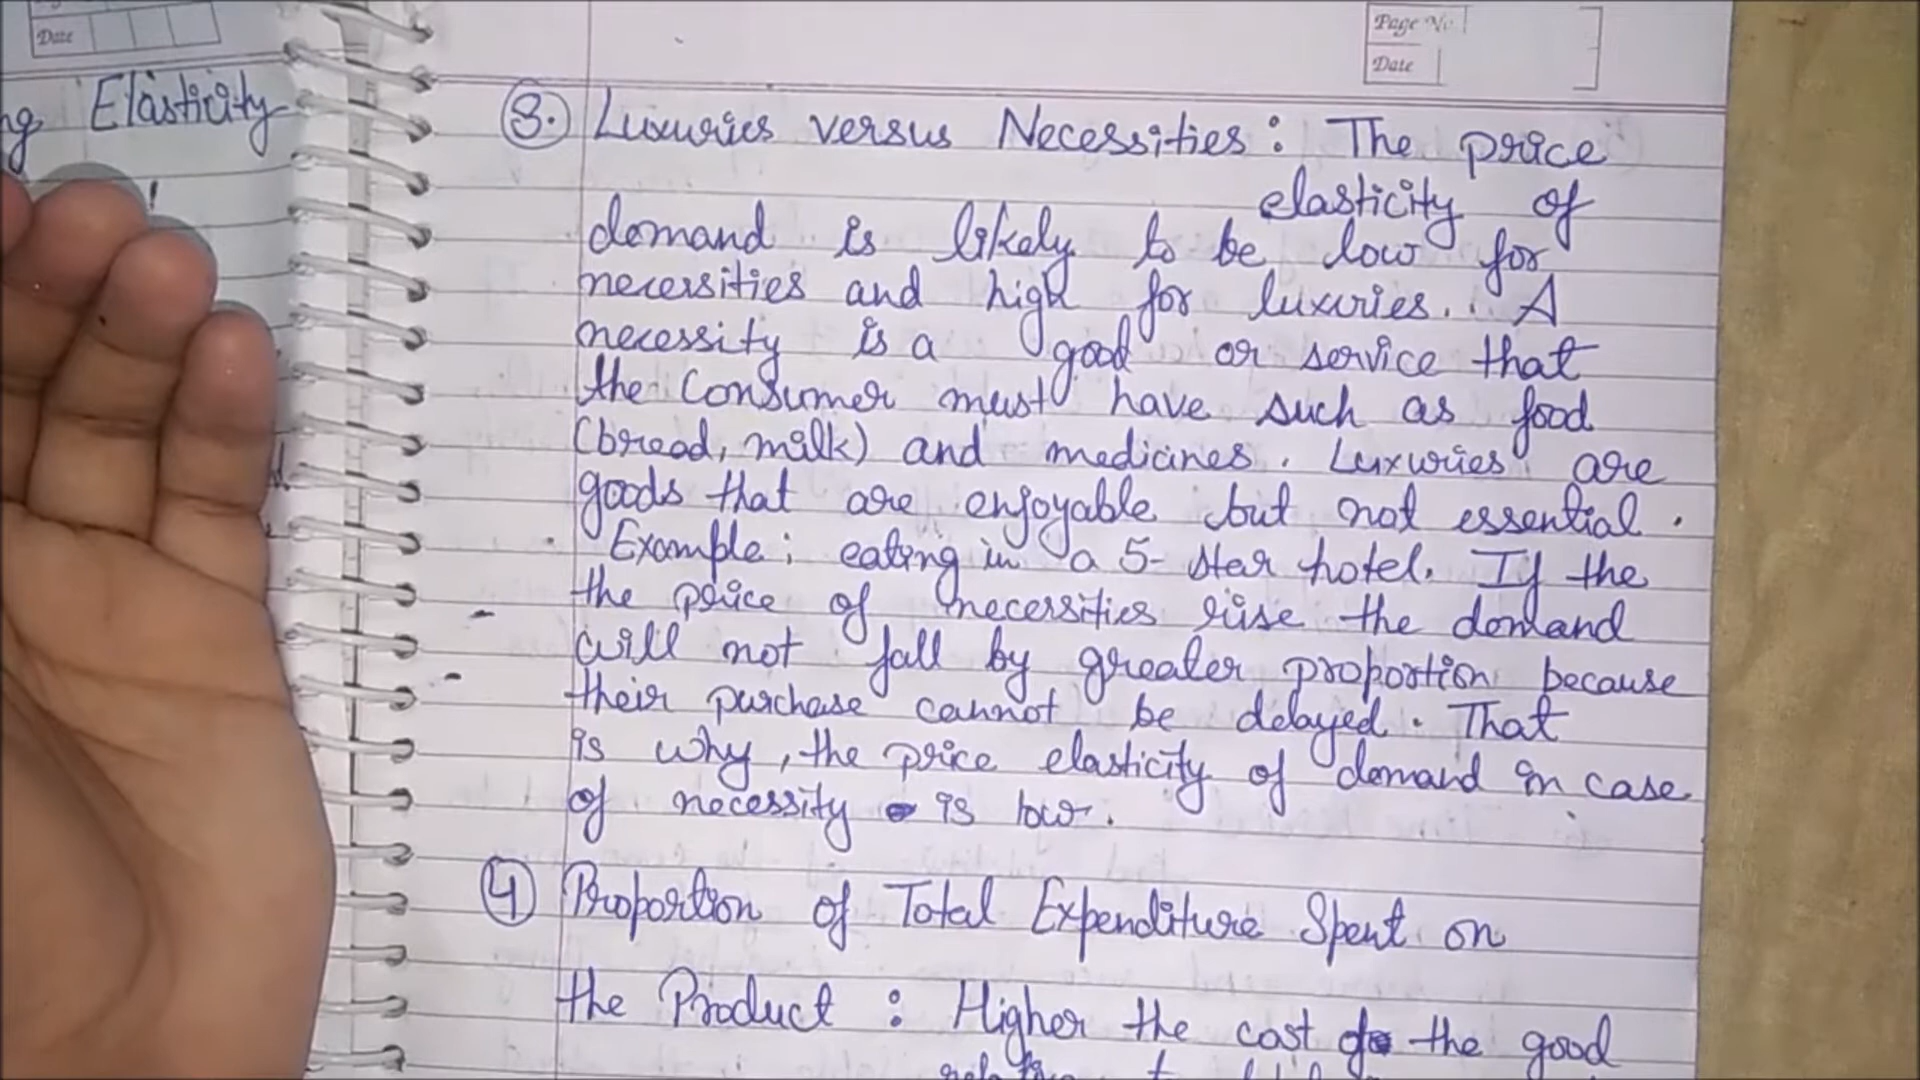 Date
Elasticity
Page No.
Date
3. Luxuries versus Necessities : The price
elasticity of
demand is likely to be low for
necessities and high for luxuries. A
necessity is a good or service that
the consumer must have such as food
(bread, milk) and medicines. Luxuries are
goods that are enjoyable but not essential.
Example : eating in a 5-star hotel. If the
the price of necessities rise the demand
will not fall by greater proportion because
their purchase cannot be delayed. That
is why, the price elasticity of demand in case
of necessity is low.
4 Proportion of Total Expenditure Spent on
the Product : Higher the cost of the good